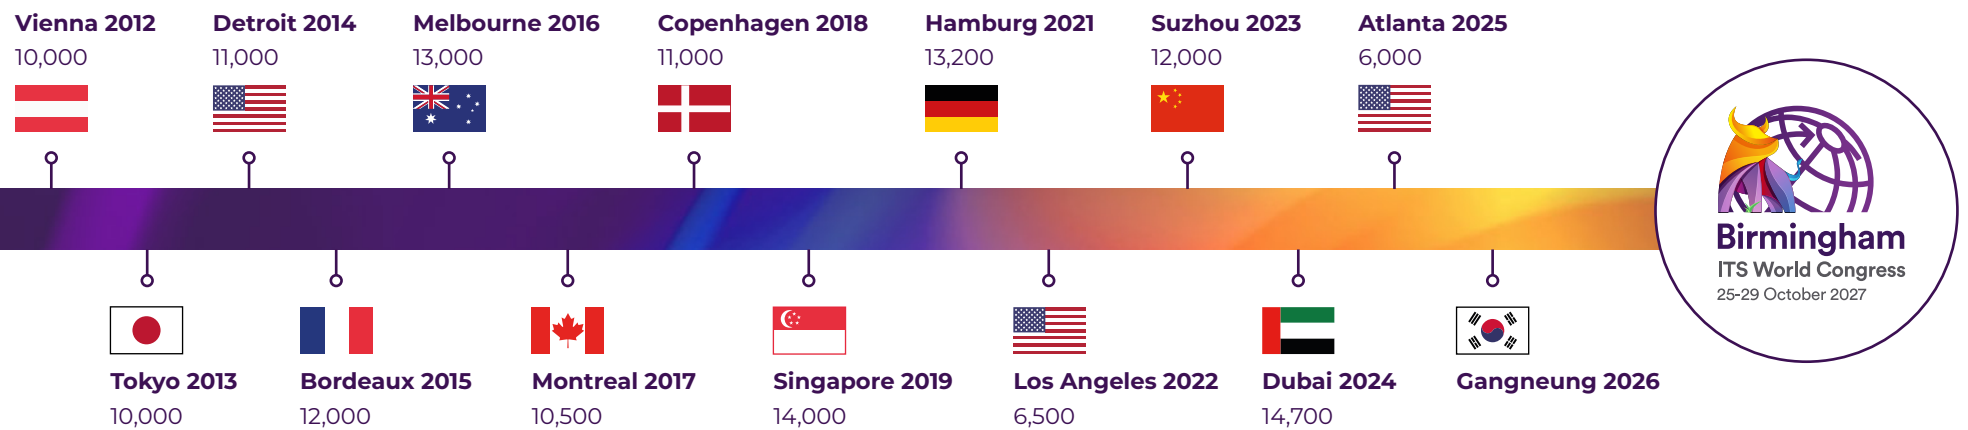 Vienna 2012
10,000
Detroit 2014
11,000
Melbourne 2016
13,000
Copenhagen 2018
11,000
Hamburg 2021
13,200
Suzhou 2023
12,000
Atlanta 2025
6,000
Tokyo 2013
10,000
Bordeaux 2015
12,000
Montreal 2017
10,500
Singapore 2019
14,000
Los Angeles 2022
6,500
Dubai 2024
14,700
Gangneung 2026
Birmingham
ITS World Congress
25-29 October 2027